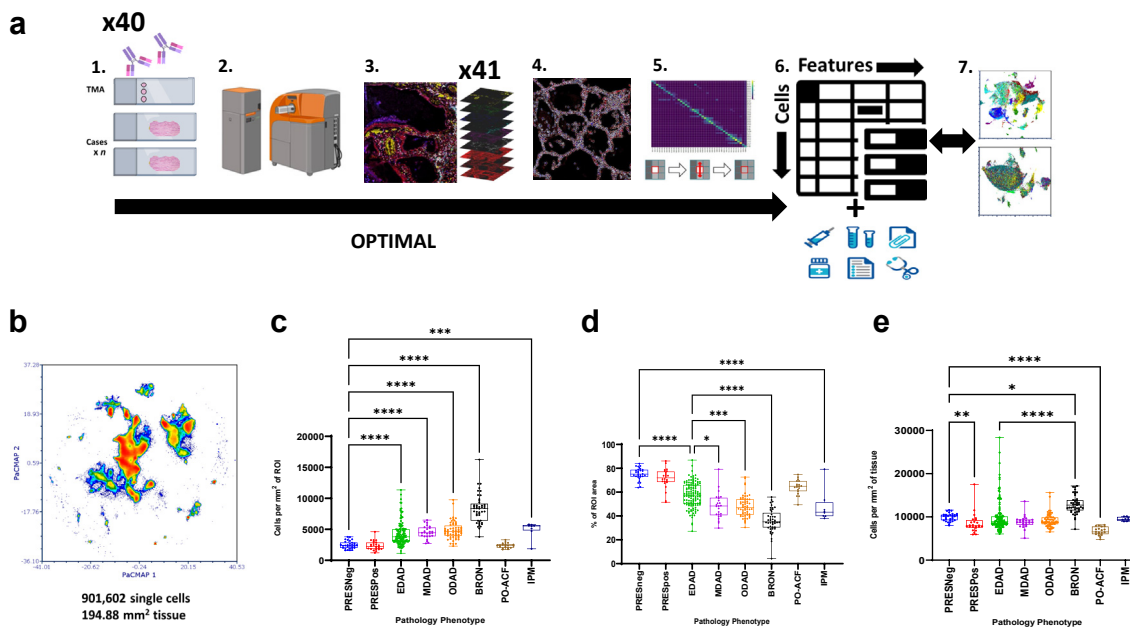 a
x40
1.
2.
3.
x41
4.
5.
6. Features
7.
TMA
Cases
x n
Cells
+
OPTIMAL
b
37.28
18.93
0.59
-17.76
-36.10
PaCMAP 2
-41.01 -20.62 -0.24 20.15 40.53
PaCMAP 1
901,602 single cells
194.88 mm² tissue
c
***
****
****
****
****
20000
15000
10000
5000
0
Cells per mm² of ROI
PRESNeg
PRESPos
EDAD
MDAD
ODAD
BRON
PO-ACF
IPM
Pathology Phenotype
d
****
****
***
**** *
100
80
60
40
20
0
% of ROI area
PRESneg
PRESpos
EDAD
MDAD
ODAD
BRON
PO-ACF
IPM
Pathology Phenotype
e
****
*
** ****
40000
30000
20000
10000
0
Cells per mm² of tissue
PRESNeg
PRESPos
EDAD
MDAD
ODAD
BRON
PO-ACF
IPM
Pathology Phenotype